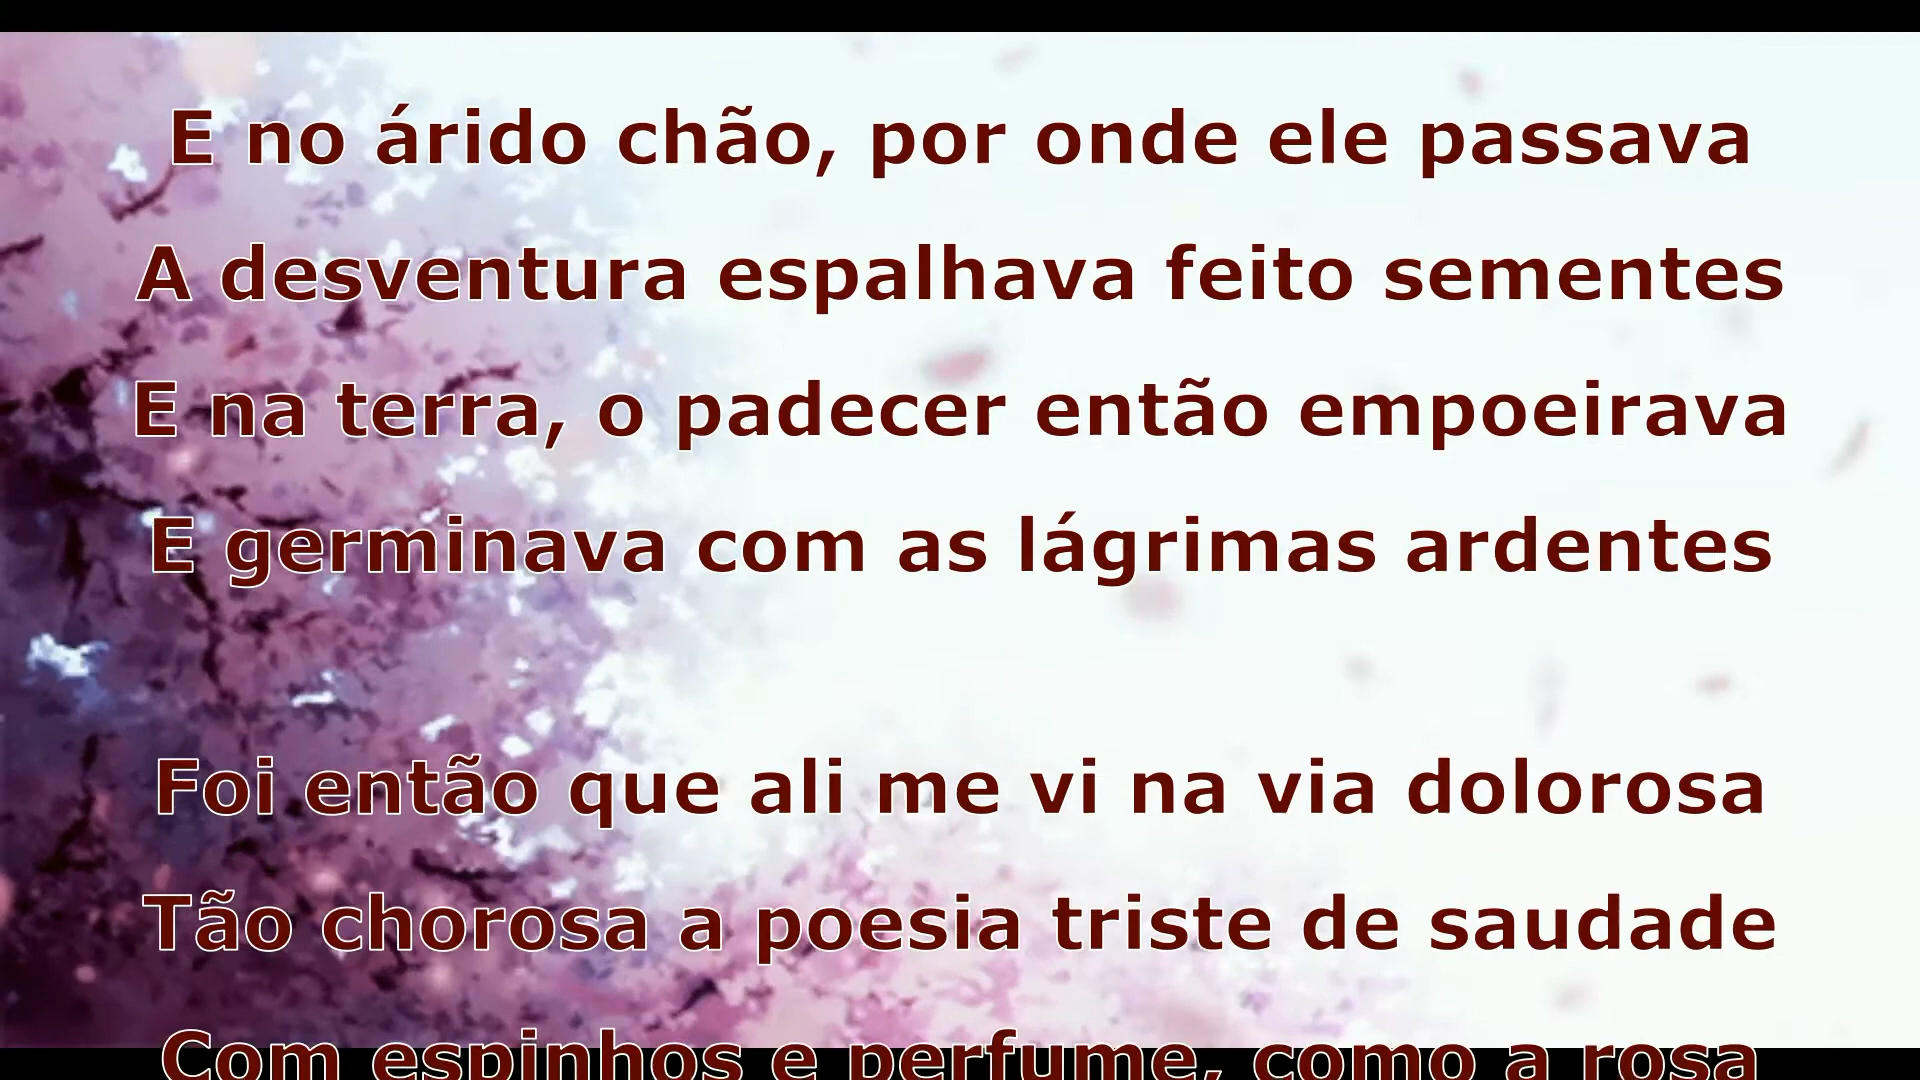 E no árido chão, por onde ele passava
A desventura espalhava feito sementes
E na terra, o padecer então empoeirava
E germinava com as lágrimas ardentes
Foi então que ali me vi na via dolorosa
Tão chorosa a poesia triste de saudade
Com espinhos e perfume, como a rosa